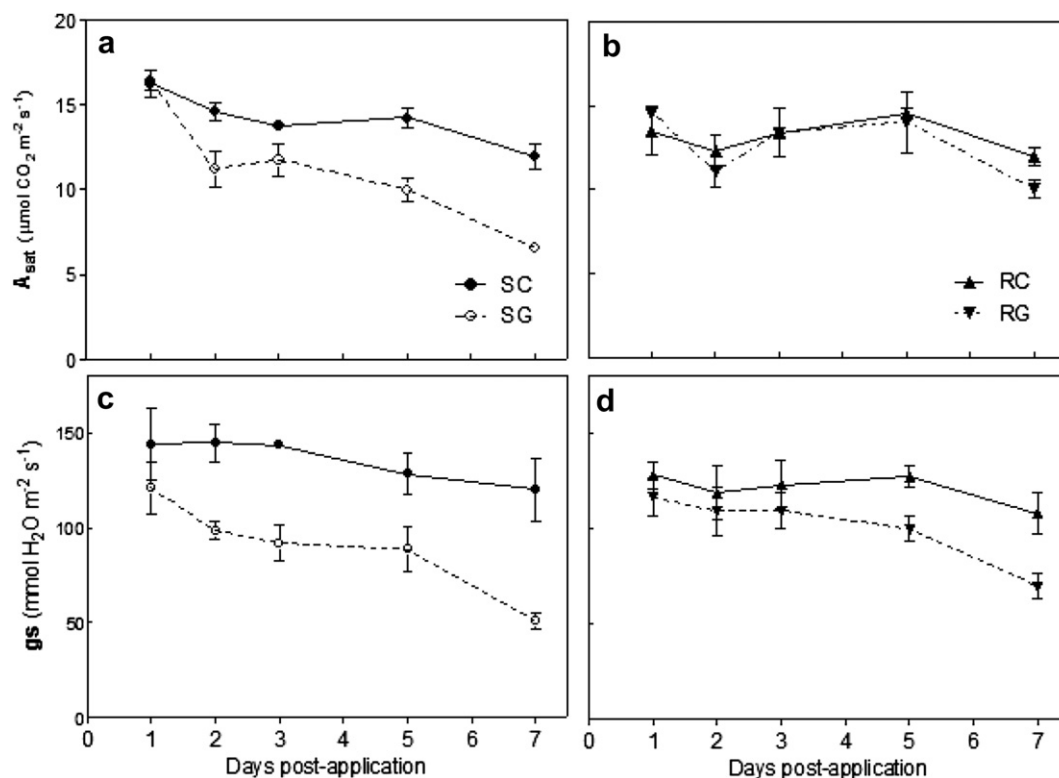 20
15
10
5
0
A sat (µmol CO2 m-2 s-1)
a
SC
SG
b
RC
RG
150
100
50
0
gs (mmol H2O m-2 s-1)
c
d
0 1 2 3 4 5 6 7
Days post-application
0 1 2 3 4 5 6 7
Days post-application